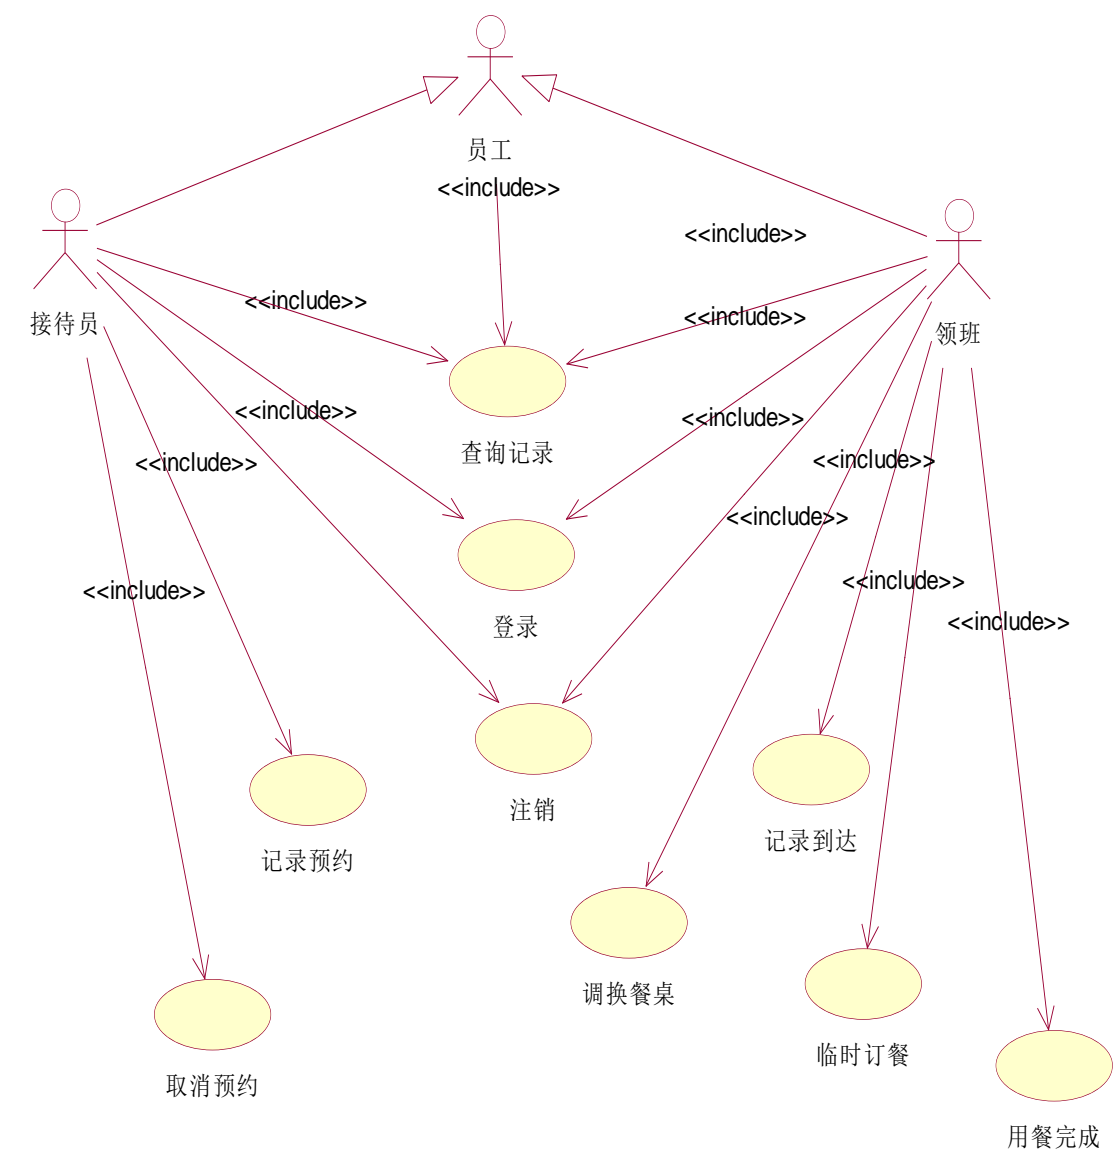 员工
<<include>>
<<include>>
<<include>>
<<include>>
接待员
领班
<<include>>
<<include>>
查询记录
<<include>>
<<include>>
<<include>>
<<include>>
<<include>>
<<include>>
登录
注销
记录预约
记录到达
调换餐桌
取消预约
临时订餐
用餐完成